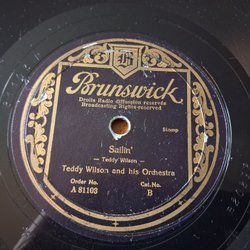 B
Brunswick
Droits Radio diffusion reservés
Broadcasting Rights reserved
Stomp
Sailin'
— Teddy Wilson —
Teddy Wilson and his Orchestra
Order No.
A 81103
Cat.No.
B